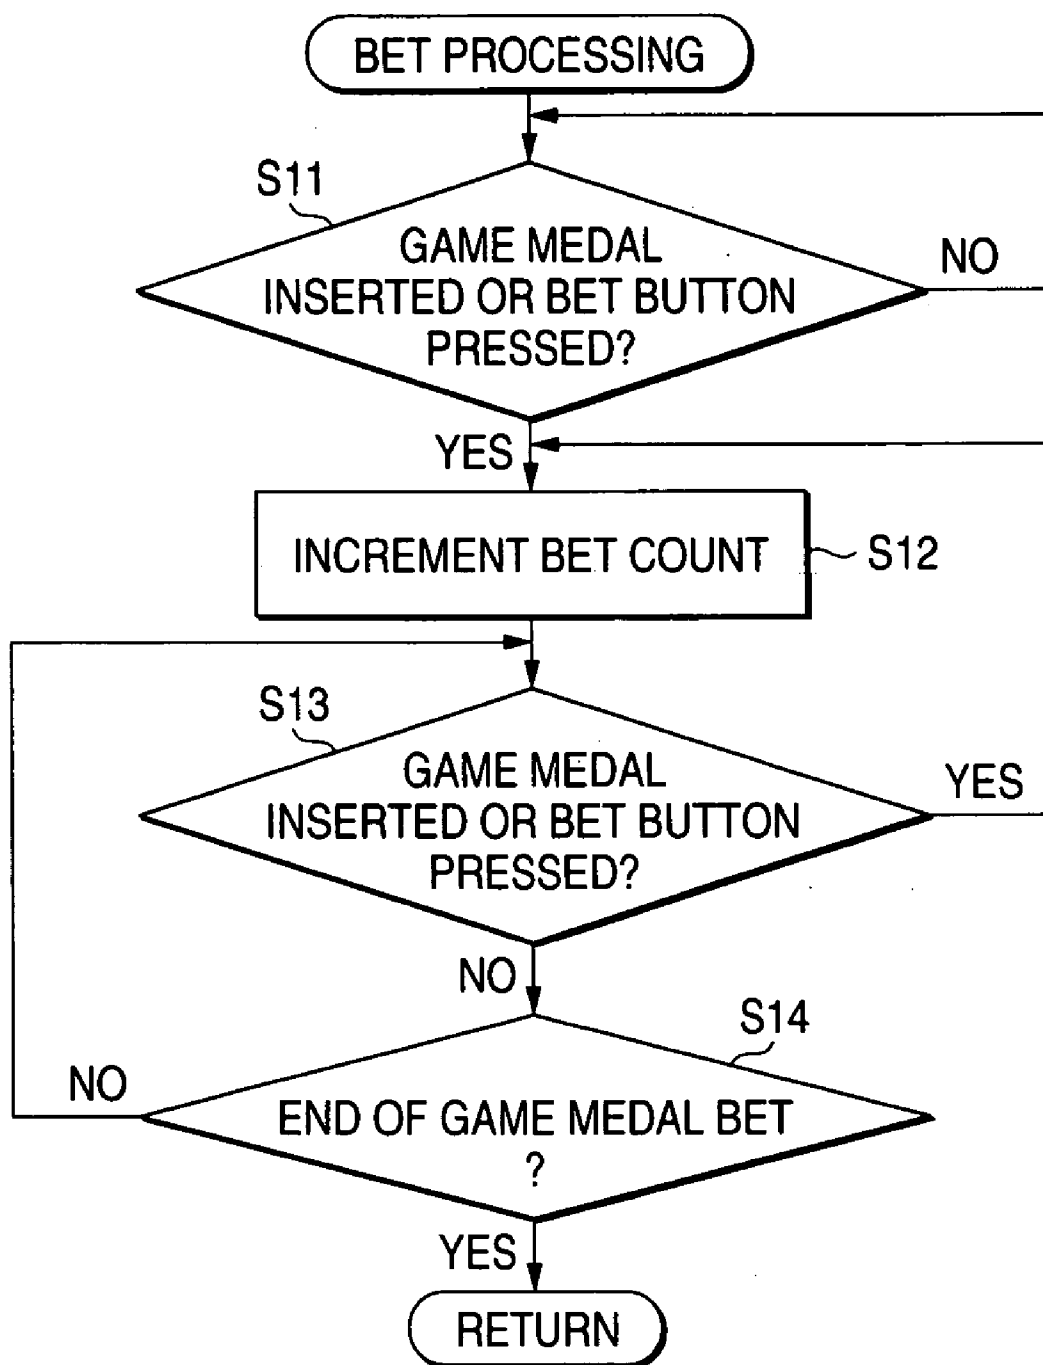 BET PROCESSING
S11
GAME MEDAL
INSERTED OR BET BUTTON
PRESSED?
NO
YES
INCREMENT BET COUNT
S12
S13
GAME MEDAL
INSERTED OR BET BUTTON
PRESSED?
YES
NO
S14
NO
END OF GAME MEDAL BET
?
YES
RETURN